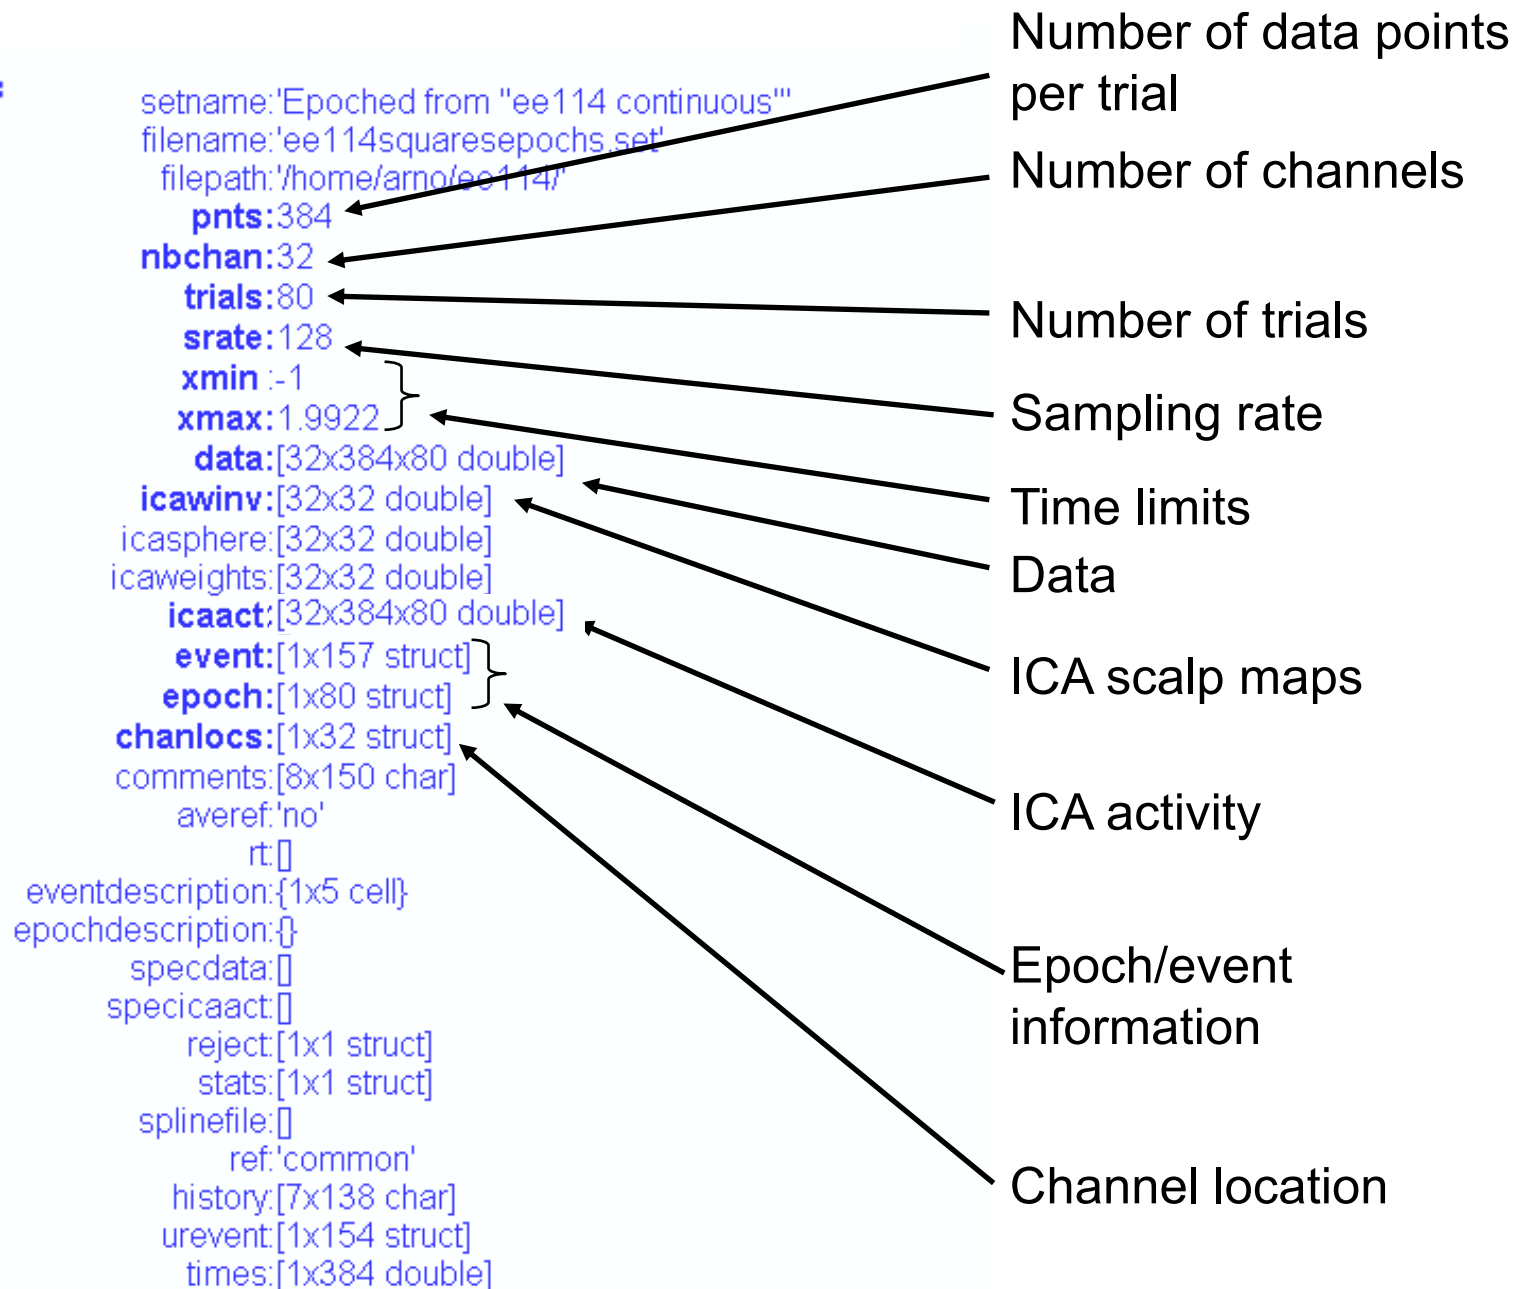 setname:'Epoched from "ee114 continuous"'
filename:'ee114squaresepochs.set'
filepath:'/home/arno/ee114/'
pnts:384
nbchan:32
trials:80
srate:128
xmin :-1
xmax:1.9922
data:[32x384x80 double]
icawinv:[32x32 double]
icasphere:[32x32 double]
icaweights:[32x32 double]
icaact:[32x384x80 double]
event:[1x157 struct]
epoch:[1x80 struct]
chanlocs:[1x32 struct]
comments:[8x150 char]
averef:'no'
rt:[]
eventdescription:{1x5 cell}
epochdescription:{}
specdata:[]
specicaact:[]
reject:[1x1 struct]
stats:[1x1 struct]
splinefile:[]
ref:'common'
history:[7x138 char]
urevent:[1x154 struct]
times:[1x384 double]
Number of data points
per trial
Number of channels
Number of trials
Sampling rate
Time limits
Data
ICA scalp maps
ICA activity
Epoch/event
information
Channel location